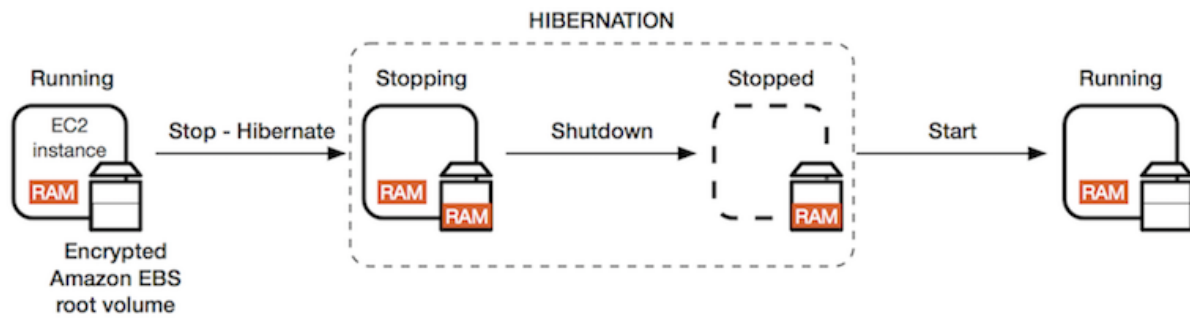 HIBERNATION
Running
Stopping
Stopped
Running
EC2
instance
RAM
Stop - Hibernate
RAM
RAM
Shutdown
RAM
Start
RAM
Encrypted
Amazon EBS
root volume